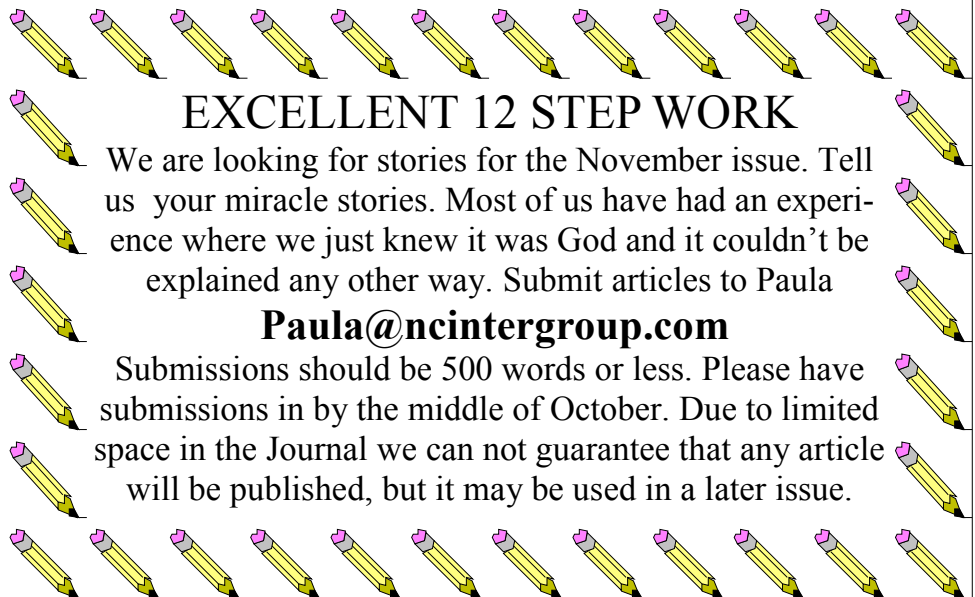 EXCELLENT 12 STEP WORK
We are looking for stories for the November issue. Tell
us  your miracle stories. Most of us have had an experi-
ence where we just knew it was God and it couldn’t be
explained any other way. Submit articles to Paula
Paula@ncintergroup.com
Submissions should be 500 words or less. Please have
submissions in by the middle of October. Due to limited
space in the Journal we can not guarantee that any article
will be published, but it may be used in a later issue.